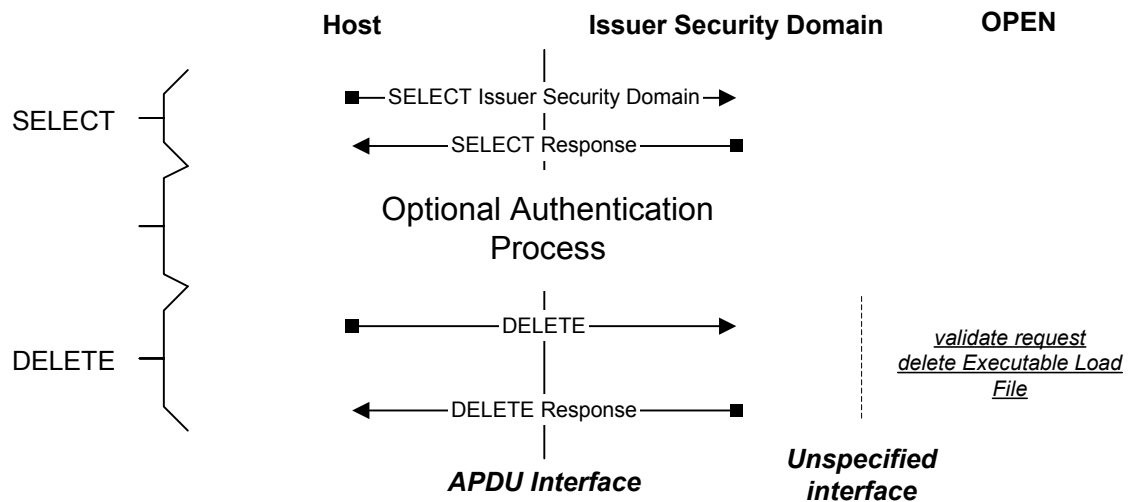 Host
Issuer Security Domain
OPEN
SELECT
SELECT Issuer Security Domain
SELECT Response
Optional Authentication
Process
DELETE
DELETE
validate request
delete Executable Load
File
DELETE Response
APDU Interface
Unspecified
interface